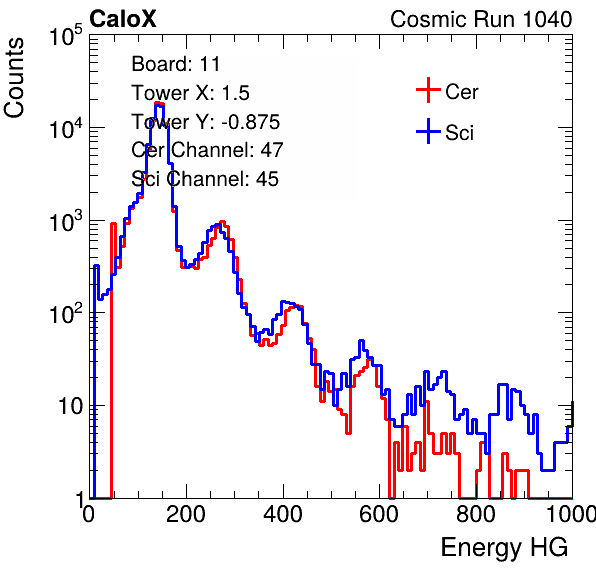 CaloX Cosmic Run 1040
Counts
Board: 11
Tower X: 1.5
Tower Y: -0.875
Cer Channel: 47
Sci Channel: 45
Cer
Sci
10^5
10^4
10^3
10^2
10
1
0 200 400 600 800 1000
Energy HG